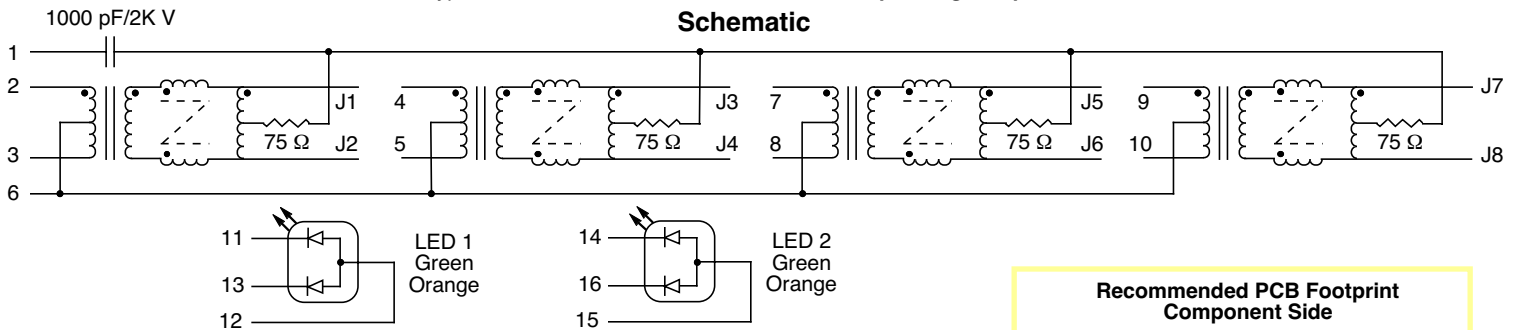 Schematic
1000 pF/2K V
1
2
3
6
J1
J2
75 Ω
4
5
J3
J4
75 Ω
7
8
J5
J6
75 Ω
9
10
J7
J8
75 Ω
11
13
12
LED 1
Green
Orange
14
16
15
LED 2
Green
Orange
Recommended PCB Footprint
Component Side